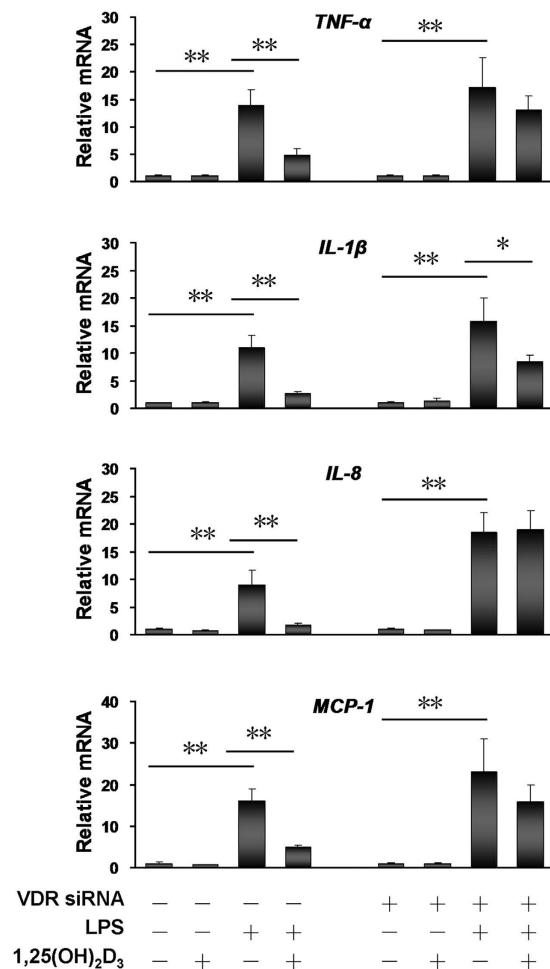 TNF-α
Relative mRNA
30
25
20
15
10
5
0
** ** **
IL-1β
Relative mRNA
30
25
20
15
10
5
0
** ** ** *
IL-8
Relative mRNA
30
25
20
15
10
5
0
** ** **
MCP-1
Relative mRNA
40
30
20
10
0
** ** **
VDR siRNA − − − − + + + +
LPS − − + + − − + +
1,25(OH)₂D₃ − + − + − + − +